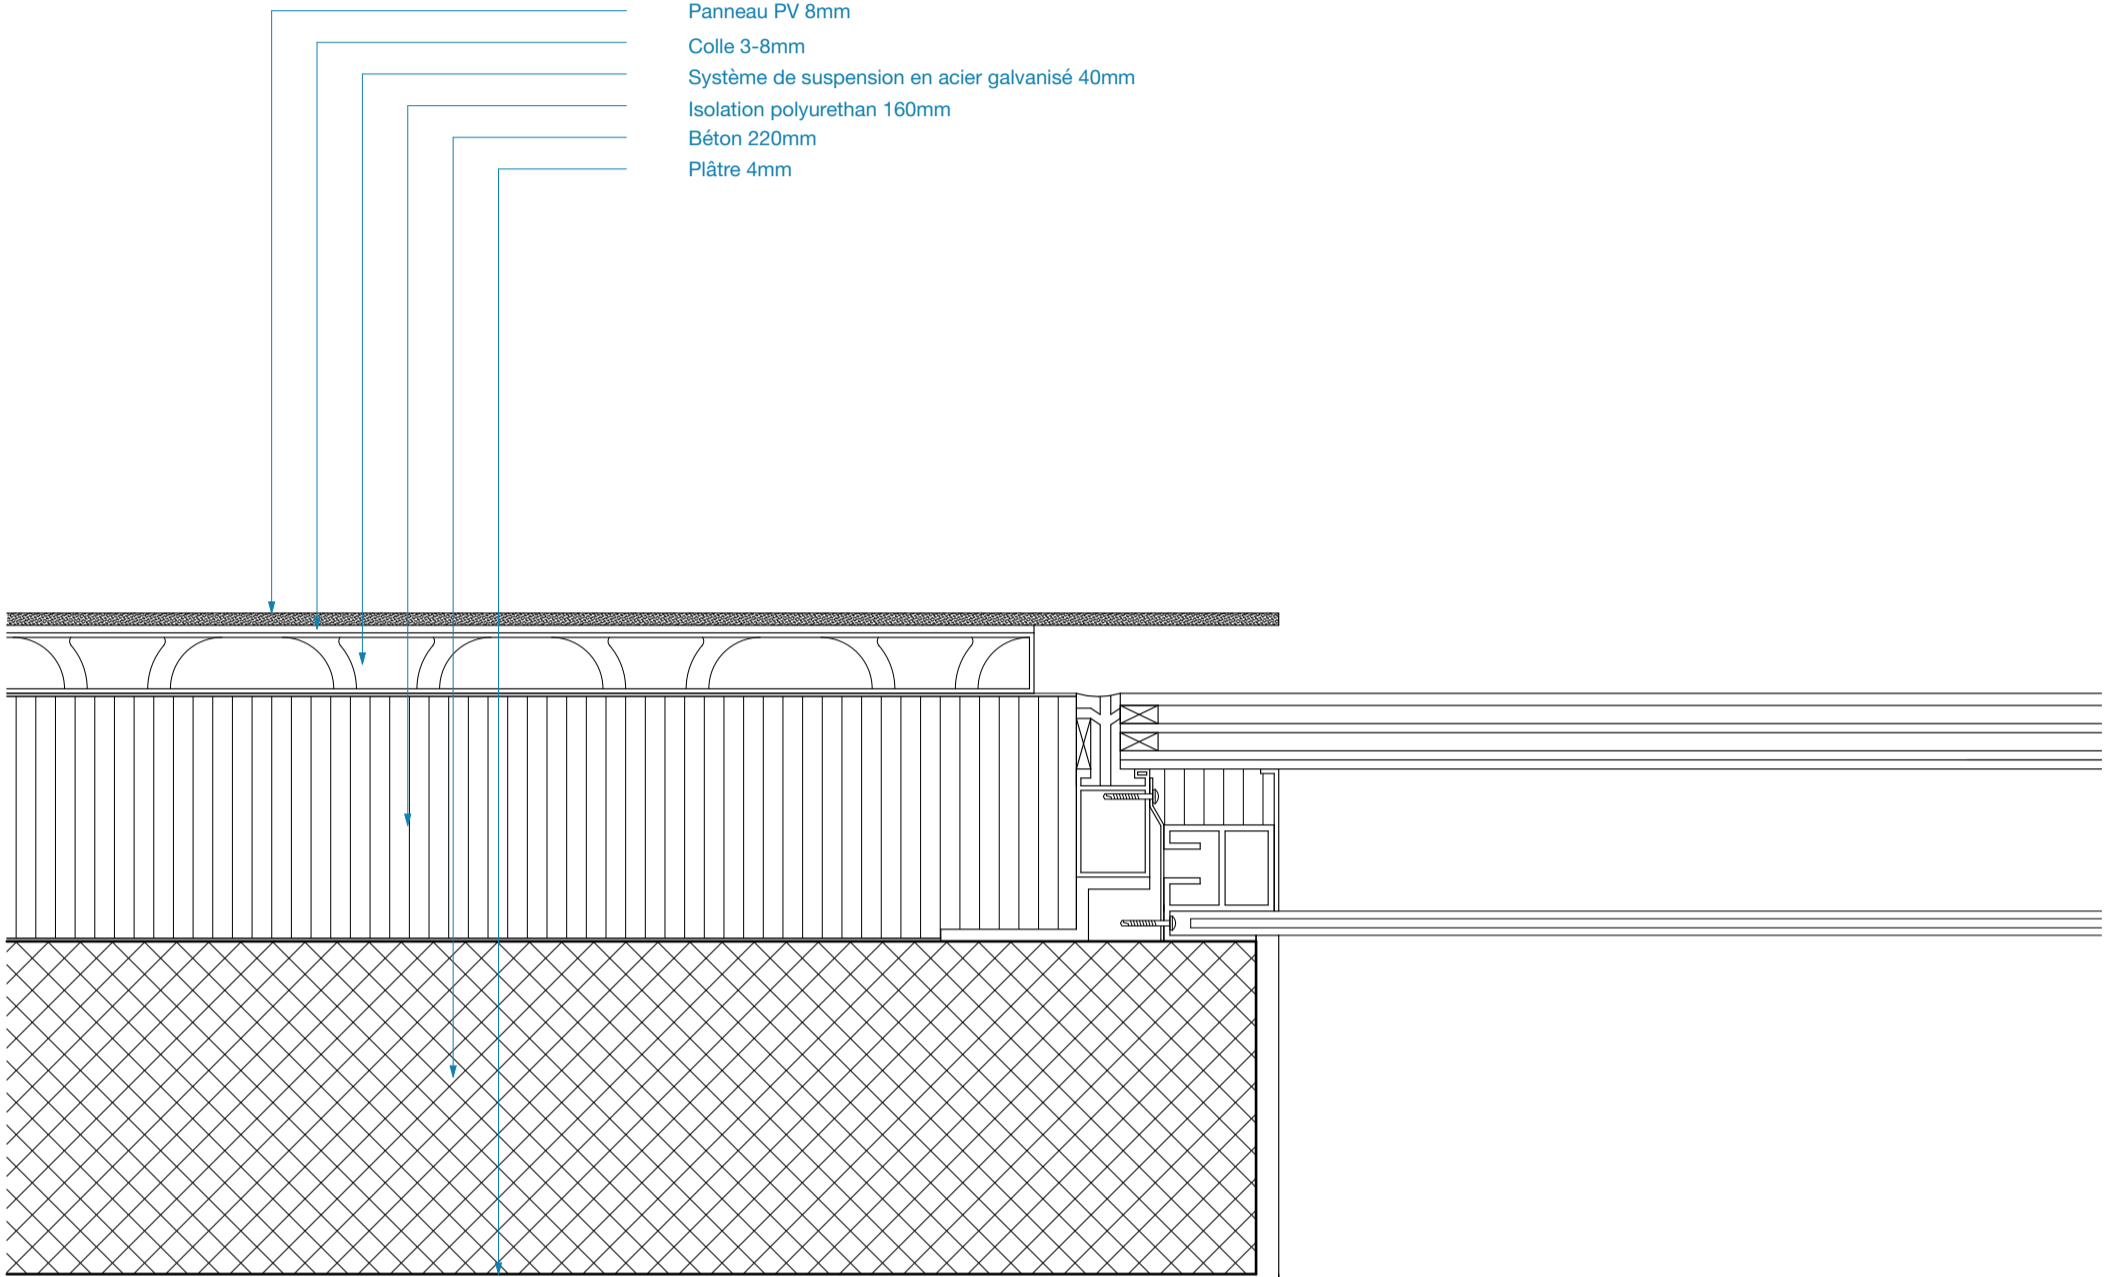 Panneau PV 8mm
Colle 3-8mm
Système de suspension en acier galvanisé 40mm
Isolation polyurethan 160mm
Béton 220mm
Plâtre 4mm